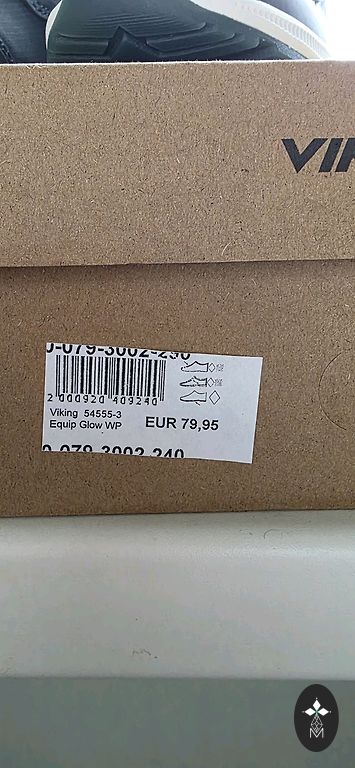 VIK
0-079-3002-290
2 000920 409240
Viking 54555-3
Equip Glow WP
EUR 79,95
0-079 3002 240
M